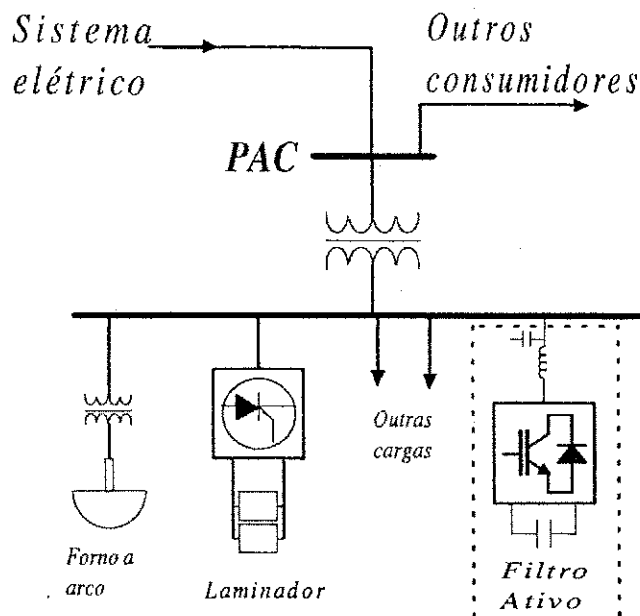 Sistema
elétrico
Outros
consumidores
PAC
Outras
cargas
Forno a
arco
Laminador
Filtro
Ativo